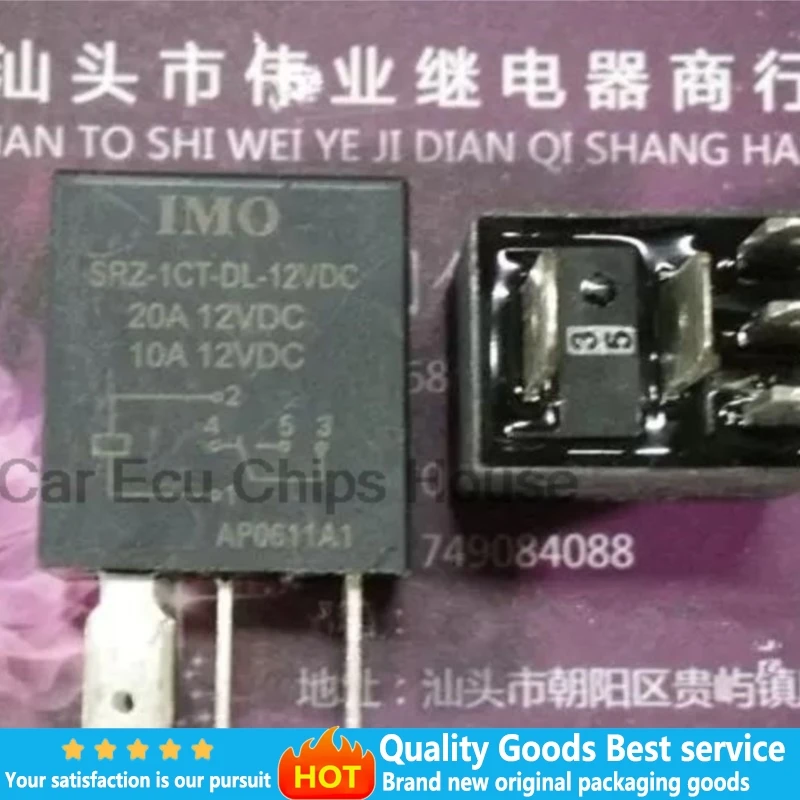 汕头市伟业继电器商行
HAN TO SHI WEI YE JI DIAN QI SHANG HA
IMO
SRZ-1CT-DL-12VDC
20A 12VDC
10A 12VDC
2
4 5 3
1
AP0611A1
3
5
Car Ecu Chips House
749084088
地址：汕头市朝阳区贵屿镇
Your satisfaction is our pursuit
HOT
Quality Goods Best service
Brand new original packaging goods